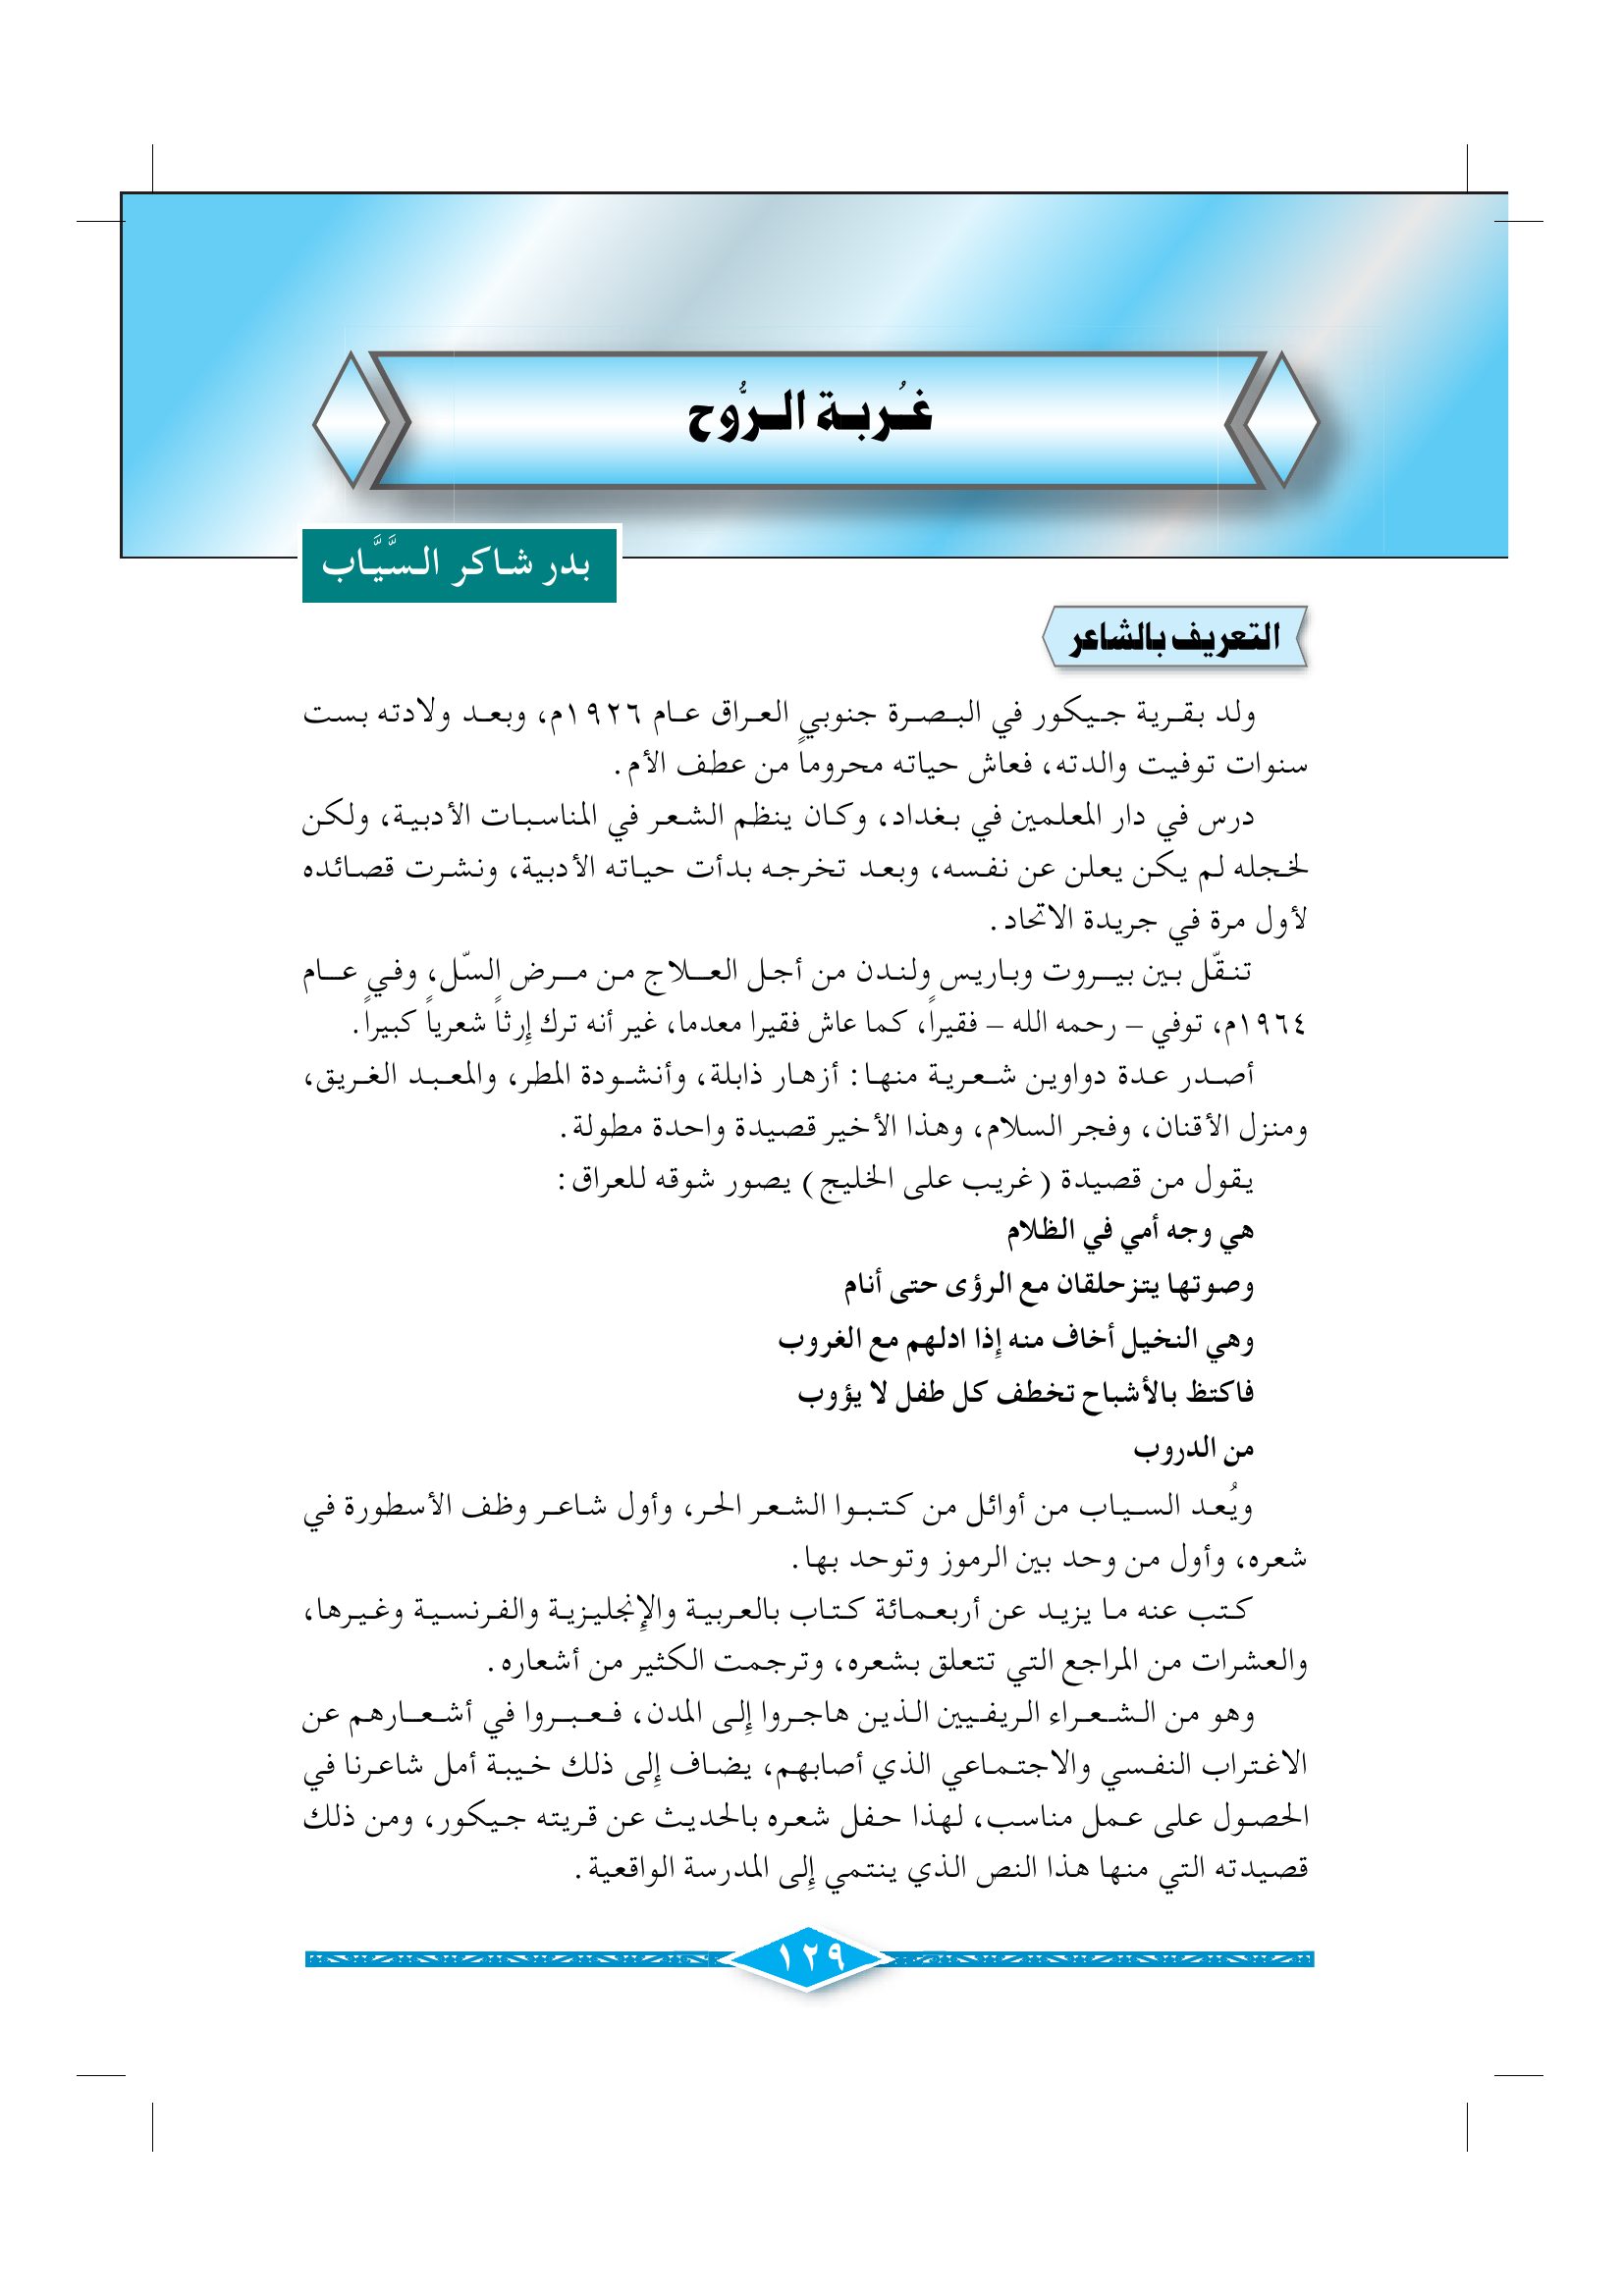 غُربة الرُّوح
بدر شاكر السَّيَّاب
التعريف بالشاعر
ولد بقرية جيكور في البصرة جنوبي العراق عام ١٩٢٦م، وبعد ولادته بست
سنوات توفيت والدته، فعاش حياته محروماً من عطف الأم.
درس في دار المعلمين في بغداد، وكان ينظم الشعر في المناسبات الأدبية، ولكن
لخجله لم يكن يعلن عن نفسه، وبعد تخرجه بدأت حياته الأدبية، ونشرت قصائده
لأول مرة في جريدة الاتحاد.
تنقّل بين بيروت وباريس ولندن من أجل العلاج من مرض السّل، وفي عام
١٩٦٤م، توفي – رحمه الله – فقيراً، كما عاش فقيرا معدما، غير أنه ترك إرثاً شعرياً كبيراً.
أصدر عدة دواوين شعرية منها: أزهار ذابلة، وأنشودة المطر، والمعبد الغريق،
ومنزل الأقنان، وفجر السلام، وهذا الأخير قصيدة واحدة مطولة.
يقول من قصيدة (غريب على الخليج) يصور شوقه للعراق:
هي وجه أمي في الظلام
وصوتها يتزحلقان مع الرؤى حتى أنام
وهي النخيل أخاف منه إذا ادلهم مع الغروب
فاكتظ بالأشباح تخطف كل طفل لا يؤوب
من الدروب
ويُعد السياب من أوائل من كتبوا الشعر الحر، وأول شاعر وظف الأسطورة في
شعره، وأول من وحد بين الرموز وتوحد بها.
كتب عنه ما يزيد عن أربعمائة كتاب بالعربية والإنجليزية والفرنسية وغيرها،
والعشرات من المراجع التي تتعلق بشعره، وترجمت الكثير من أشعاره.
وهو من الشعراء الريفيين الذين هاجروا إلى المدن، فعبروا في أشعارهم عن
الاغتراب النفسي والاجتماعي الذي أصابهم، يضاف إلى ذلك خيبة أمل شاعرنا في
الحصول على عمل مناسب، لهذا حفل شعره بالحديث عن قريته جيكور، ومن ذلك
قصيدته التي منها هذا النص الذي ينتمي إلى المدرسة الواقعية.
١٢٩